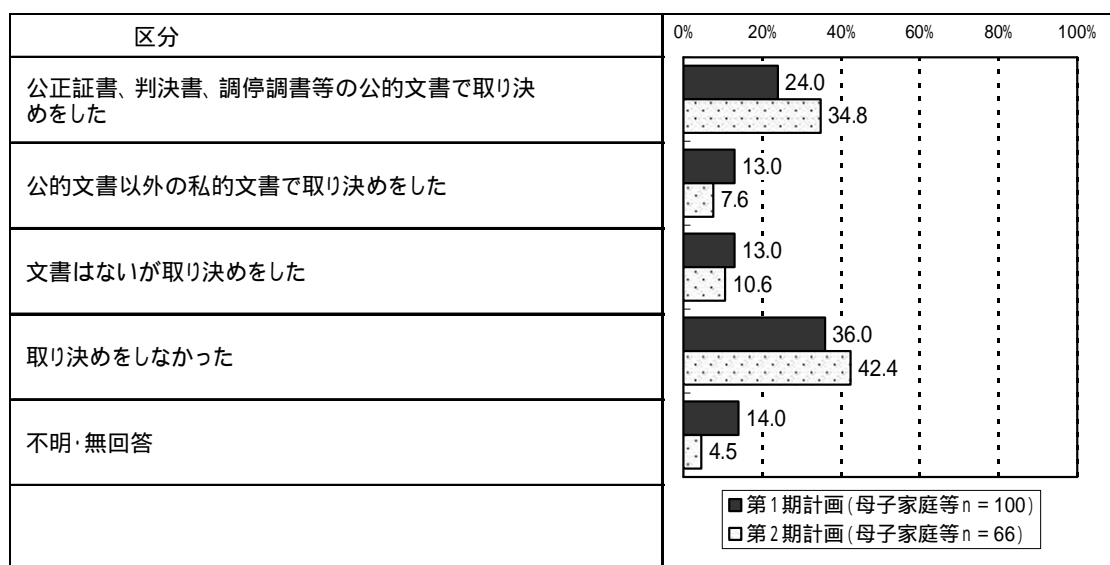 区分
0% 20% 40% 60% 80% 100%
公正証書、判決書、調停調書等の公的文書で取り決
めをした
24.0
34.8
公的文書以外の私的文書で取り決めをした
13.0
7.6
文書はないが取り決めをした
13.0
10.6
取り決めをしなかった
36.0
42.4
不明・無回答
14.0
4.5
第1期計画(母子家庭等n=100)
第2期計画(母子家庭等n=66)